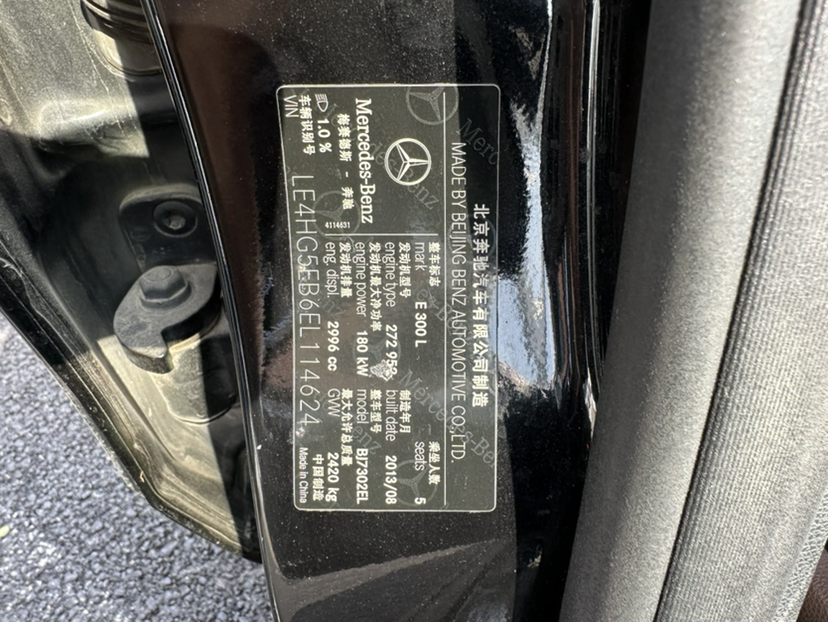 北京奔驰汽车有限公司制造
MADE BY BEIJING BENZ AUTOMOTIVE CO.,LTD.
Mercedes-Benz
梅赛德斯 - 奔驰
4114631
1.0 %
整车标志 mark E 300 L
乘坐人数 seats 5
发动机型号 engine type 272 952
制造年月 built date 2013/08
发动机最大净功率 engine power 180 kW
整车型号 model BJ7302EL
发动机排量 eng. displ. 2996 cc
最大允许总质量 GVW 2420 kg
车辆识别号 VIN LE4HG5EB6EL114624
中国制造
Made in China